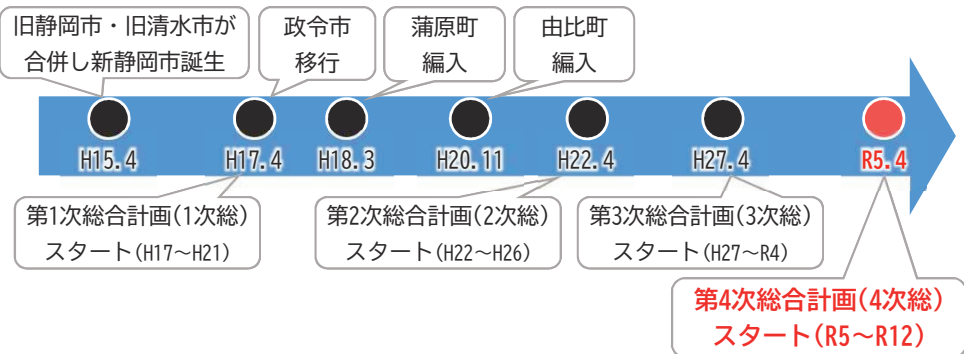 旧静岡市・旧清水市が
合併し新静岡市誕生
政令市
移行
蒲原町
編入
由比町
編入
H15.4
H17.4
H18.3
H20.11
H22.4
H27.4
R5.4
第1次総合計画(1次総)
スタート(H17～H21)
第2次総合計画(2次総)
スタート(H22～H26)
第3次総合計画(3次総)
スタート(H27～R4)
第4次総合計画(4次総)
スタート(R5～R12)